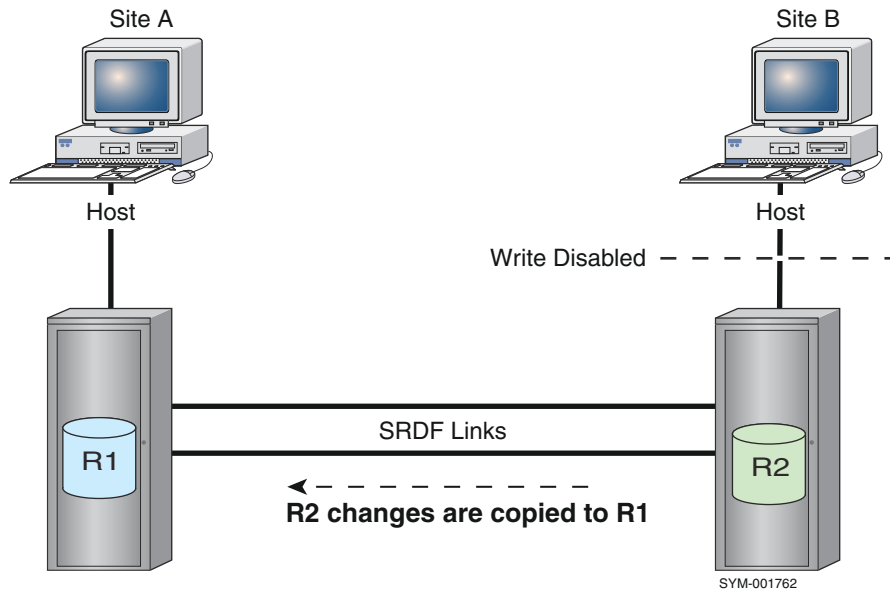 Site A
Site B
Host
Host
Write Disabled
SRDF Links
R1
R2
R2 changes are copied to R1
SYM-001762